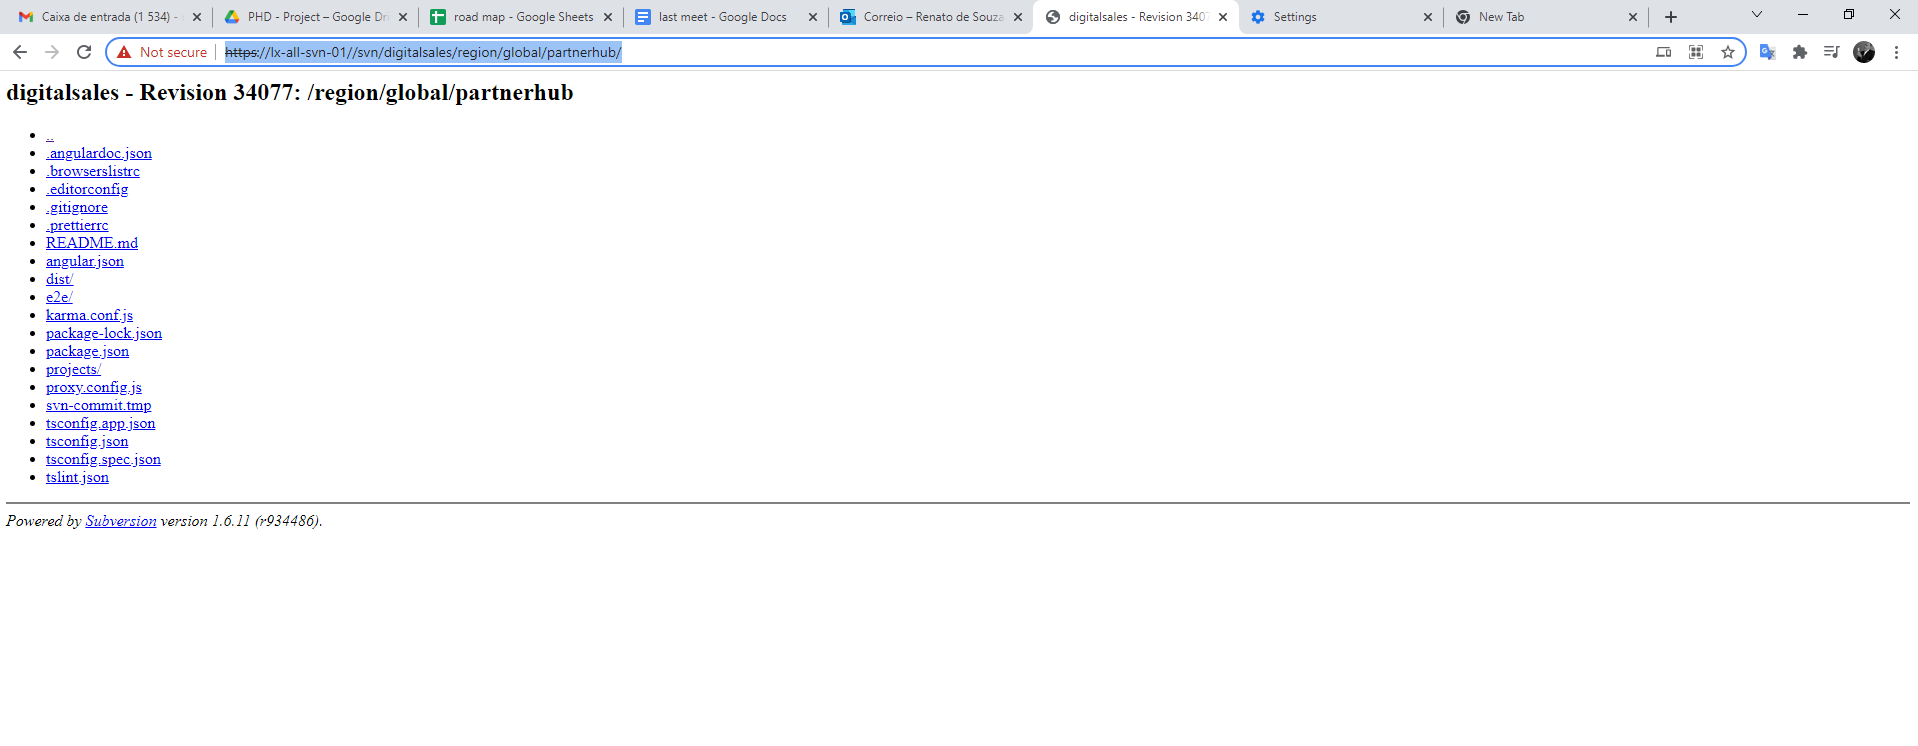 Caixa de entrada (1 534) -
PHD - Project – Google Dri
road map - Google Sheets
last meet - Google Docs
Correio – Renato de Souza
digitalsales - Revision 3407
Settings
New Tab
Not secure
https://lx-all-svn-01//svn/digitalsales/region/global/partnerhub/
digitalsales - Revision 34077: /region/global/partnerhub
..
.angulardoc.json
.browserslistrc
.editorconfig
.gitignore
.prettierrc
README.md
angular.json
dist/
e2e/
karma.conf.js
package-lock.json
package.json
projects/
proxy.config.js
svn-commit.tmp
tsconfig.app.json
tsconfig.json
tsconfig.spec.json
tslint.json
Powered by Subversion version 1.6.11 (r934486).